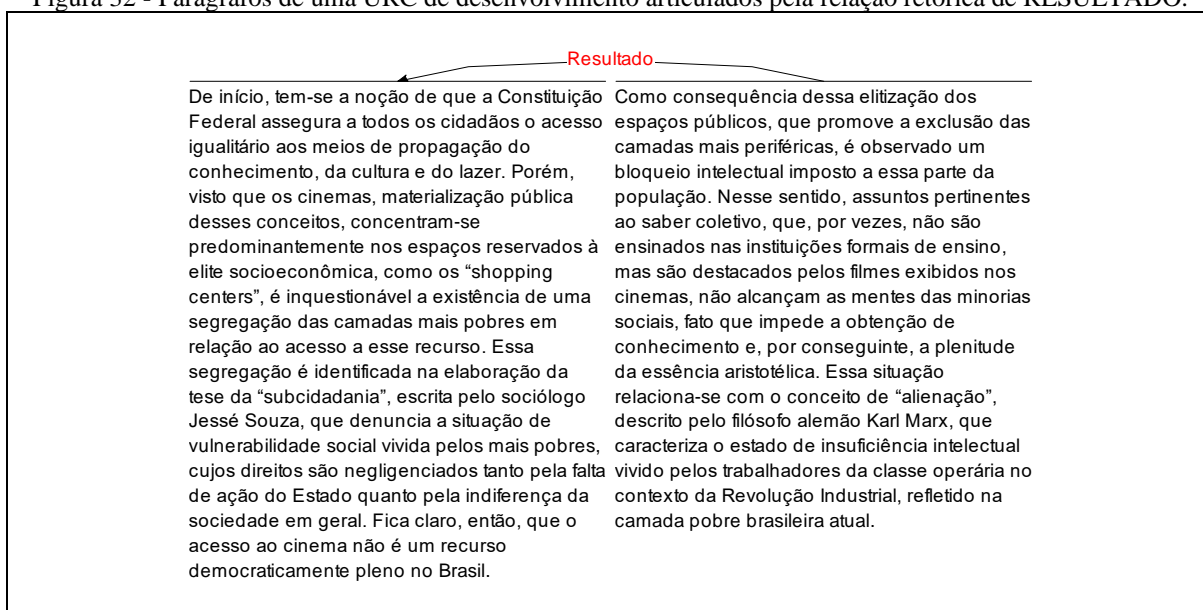 Figura 32 - Parágrafos de uma URC de desenvolvimento articulados pela relação retórica de RESULTADO.
Resultado
De início, tem-se a noção de que a Constituição
Federal assegura a todos os cidadãos o acesso
igualitário aos meios de propagação do
conhecimento, da cultura e do lazer. Porém,
visto que os cinemas, materialização pública
desses conceitos, concentram-se
predominantemente nos espaços reservados à
elite socioeconômica, como os “shopping
centers”, é inquestionável a existência de uma
segregação das camadas mais pobres em
relação ao acesso a esse recurso. Essa
segregação é identificada na elaboração da
tese da “subcidadania”, escrita pelo sociólogo
Jessé Souza, que denuncia a situação de
vulnerabilidade social vivida pelos mais pobres,
cujos direitos são negligenciados tanto pela falta
de ação do Estado quanto pela indiferença da
sociedade em geral. Fica claro, então, que o
acesso ao cinema não é um recurso
democraticamente pleno no Brasil.
Como consequência dessa elitização dos
espaços públicos, que promove a exclusão das
camadas mais periféricas, é observado um
bloqueio intelectual imposto a essa parte da
população. Nesse sentido, assuntos pertinentes
ao saber coletivo, que, por vezes, não são
ensinados nas instituições formais de ensino,
mas são destacados pelos filmes exibidos nos
cinemas, não alcançam as mentes das minorias
sociais, fato que impede a obtenção de
conhecimento e, por conseguinte, a plenitude
da essência aristotélica. Essa situação
relaciona-se com o conceito de “alienação”,
descrito pelo filósofo alemão Karl Marx, que
caracteriza o estado de insuficiência intelectual
vivido pelos trabalhadores da classe operária no
contexto da Revolução Industrial, refletido na
camada pobre brasileira atual.